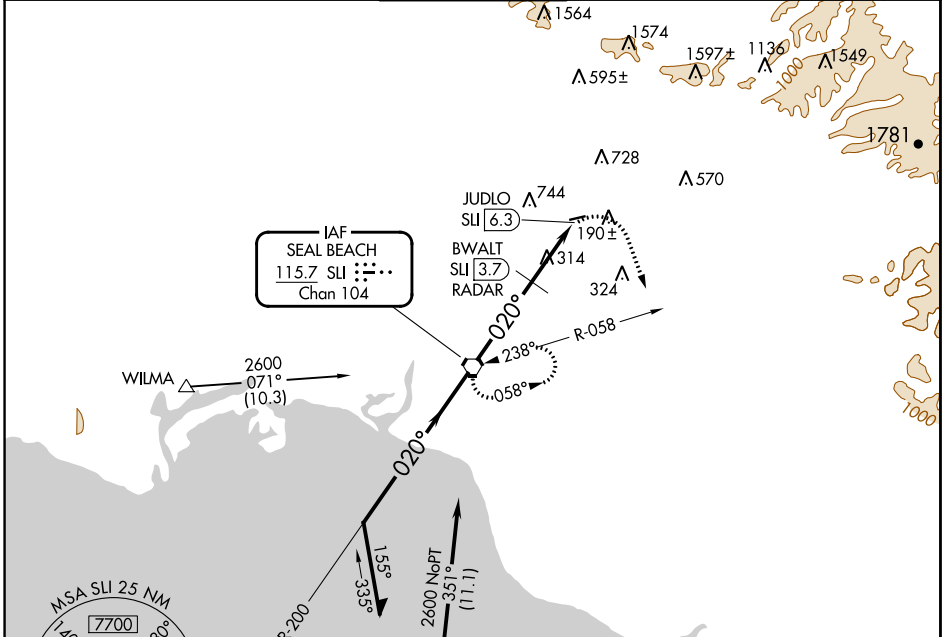 1564
1574
1597±
1136
1549
1000
595±
1781
728
570
744
JUDLO
SLI 6.3
190±
BWALT
SLI 3.7
RADAR
314
324
IAF
SEAL BEACH
115.7 SLI
Chan 104
020°
R-058
238°
058°
WILMA
2600
071°
(10.3)
1000
020°
155°
335°
2600 NoPT
351°
(11.1)
R-200
MSA SLI 25 NM
7700